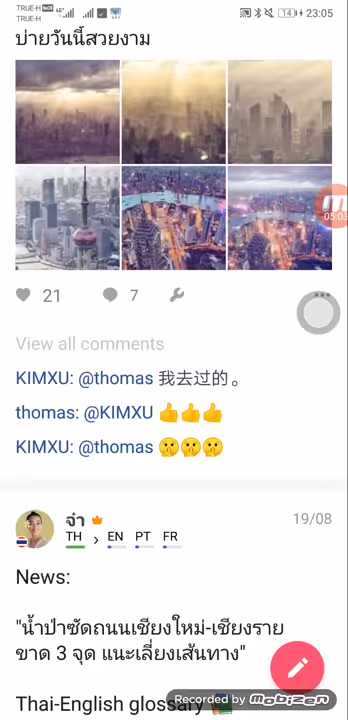 TRUE-H
TRUE-H
14
23:05
บ่ายวันนี้สวยงาม
05:03
21
7
View all comments
KIMXU: @thomas 我去过的。
thomas: @KIMXU 👍👍👍
KIMXU: @thomas 🤫🤫🤫
จ๋า
19/08
TH > EN PT FR
News:
"น้ำป่าซัดถนนเชียงใหม่-เชียงราย
ขาด 3 จุด แนะเลี่ยงเส้นทาง"
Thai-English glossary
Recorded by Mobizen